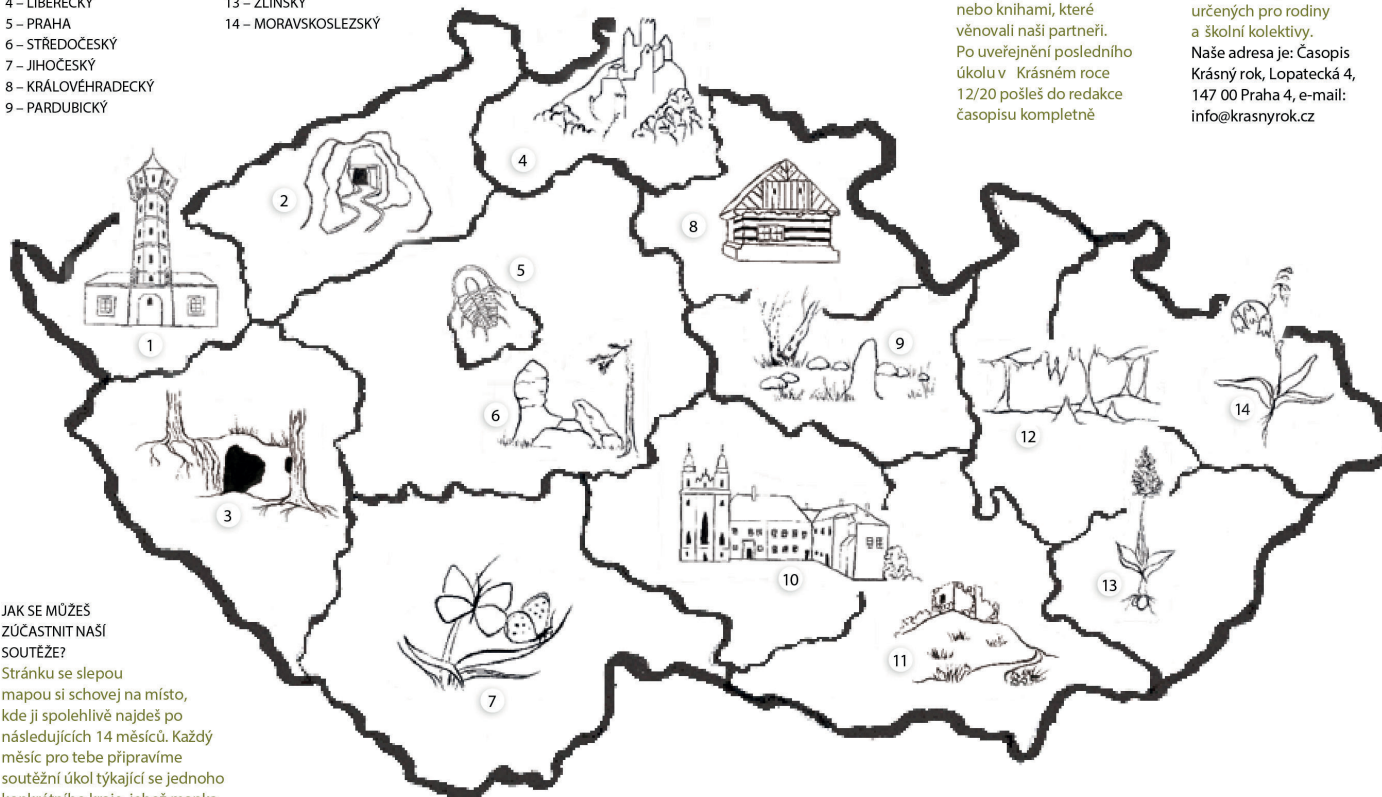 4 – LIBERECKÝ
5 – PRAHA
6 – STŘEDOČESKÝ
7 – JIHOČESKÝ
8 – KRÁLOVÉHRADECKÝ
9 – PARDUBICKÝ
13 – ZLÍNSKÝ
14 – MORAVSKOSLEZSKÝ
nebo knihami, které
věnovali naši partneři.
Po uveřejnění posledního
úkolu v Krásném roce
12/20 pošleš do redakce
časopisu kompletně
určených pro rodiny
a školní kolektivy.
Naše adresa je: Časopis
Krásný rok, Lopatecká 4,
147 00 Praha 4, e-mail:
info@krasnyrok.cz
1
2
3
4
5
6
7
8
9
10
11
12
13
14
JAK SE MŮŽEŠ
ZÚČASTNIT NAŠÍ
SOUTĚŽE?
Stránku se slepou
mapou si schovej na místo,
kde ji spolehlivě najdeš po
následujících 14 měsíců. Každý
měsíc pro tebe připravíme
soutěžní úkol týkající se jednoho